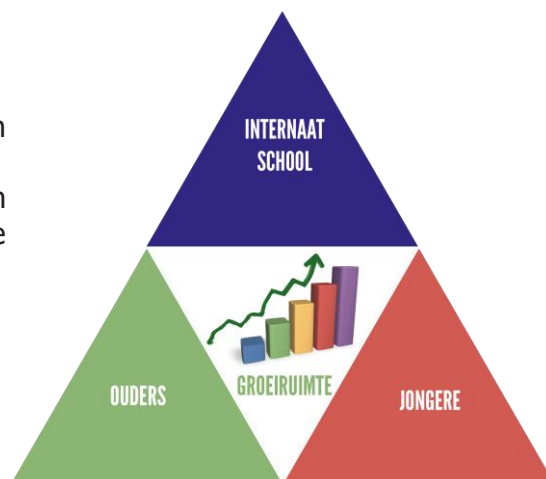 INTERNAAT
SCHOOL
GROEIRUIMTE
OUDERS
JONGERE